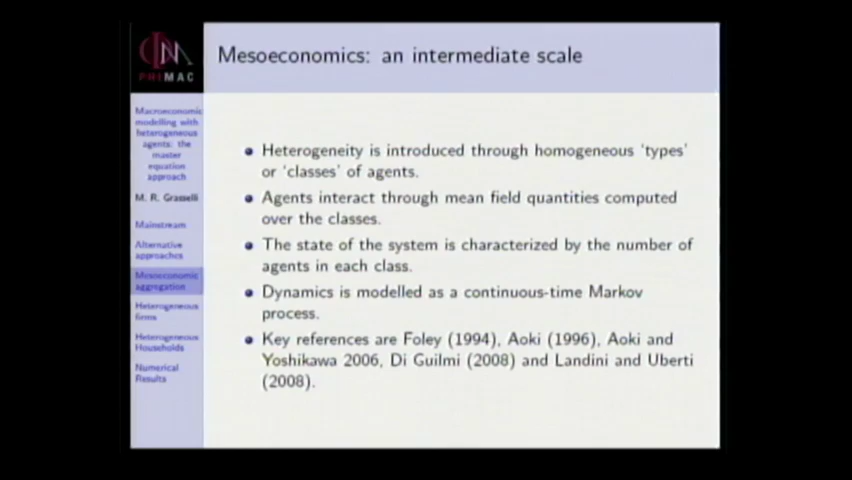 PRIMAC
Mesoeconomics: an intermediate scale
Macroeconomic
modelling with
heterogeneous
agents: the
master
equation
approach
M. R. Grasselli
Mainstream
Alternative
approaches
Mesoeconomic
aggregation
Heterogeneous
firms
Heterogeneous
Households
Numerical
Results
Heterogeneity is introduced through homogeneous ‘types’
or ‘classes’ of agents.
Agents interact through mean field quantities computed
over the classes.
The state of the system is characterized by the number of
agents in each class.
Dynamics is modelled as a continuous-time Markov
process.
Key references are Foley (1994), Aoki (1996), Aoki and
Yoshikawa 2006, Di Guilmi (2008) and Landini and Uberti
(2008).